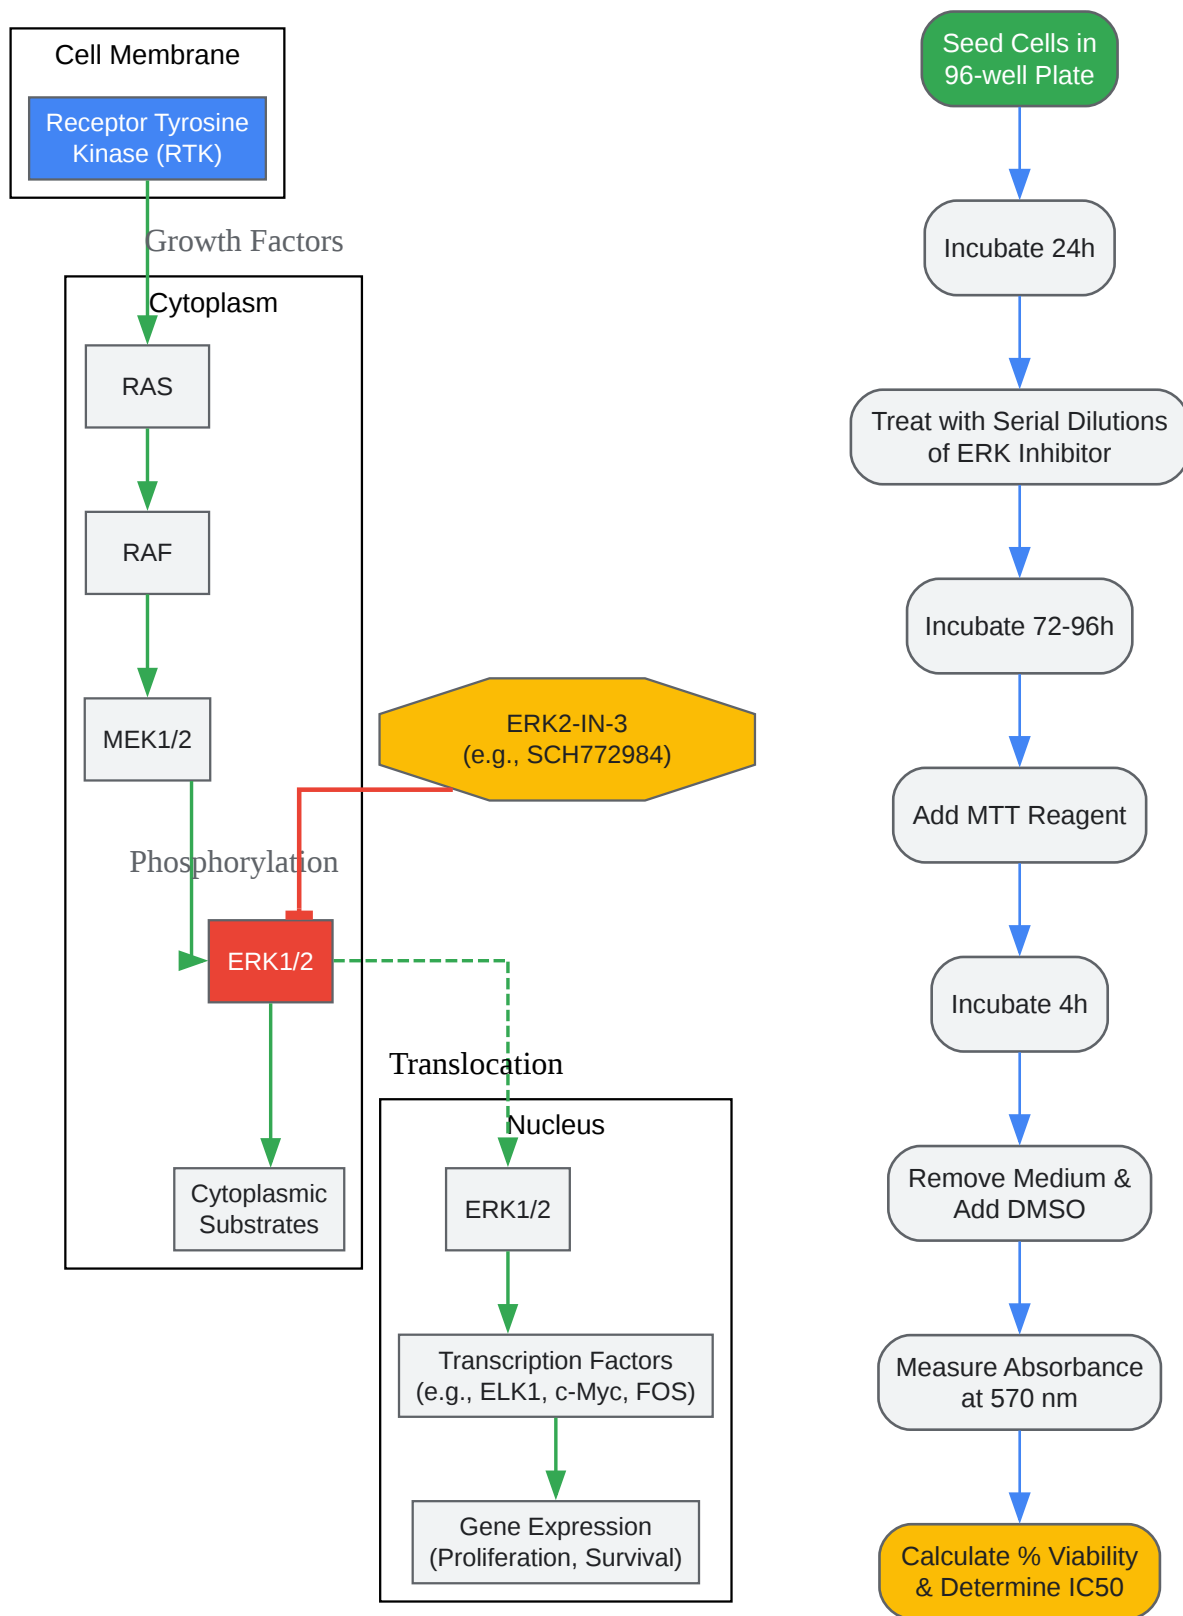 Cell Membrane
Receptor Tyrosine
Kinase (RTK)
Growth Factors
Cytoplasm
RAS
RAF
MEK1/2
ERK2-IN-3
(e.g., SCH772984)
Phosphorylation
ERK1/2
Translocation
Cytoplasmic
Substrates
Nucleus
ERK1/2
Transcription Factors
(e.g., ELK1, c-Myc, FOS)
Gene Expression
(Proliferation, Survival)
Seed Cells in
96-well Plate
Incubate 24h
Treat with Serial Dilutions
of ERK Inhibitor
Incubate 72-96h
Add MTT Reagent
Incubate 4h
Remove Medium &
Add DMSO
Measure Absorbance
at 570 nm
Calculate % Viability
& Determine IC50